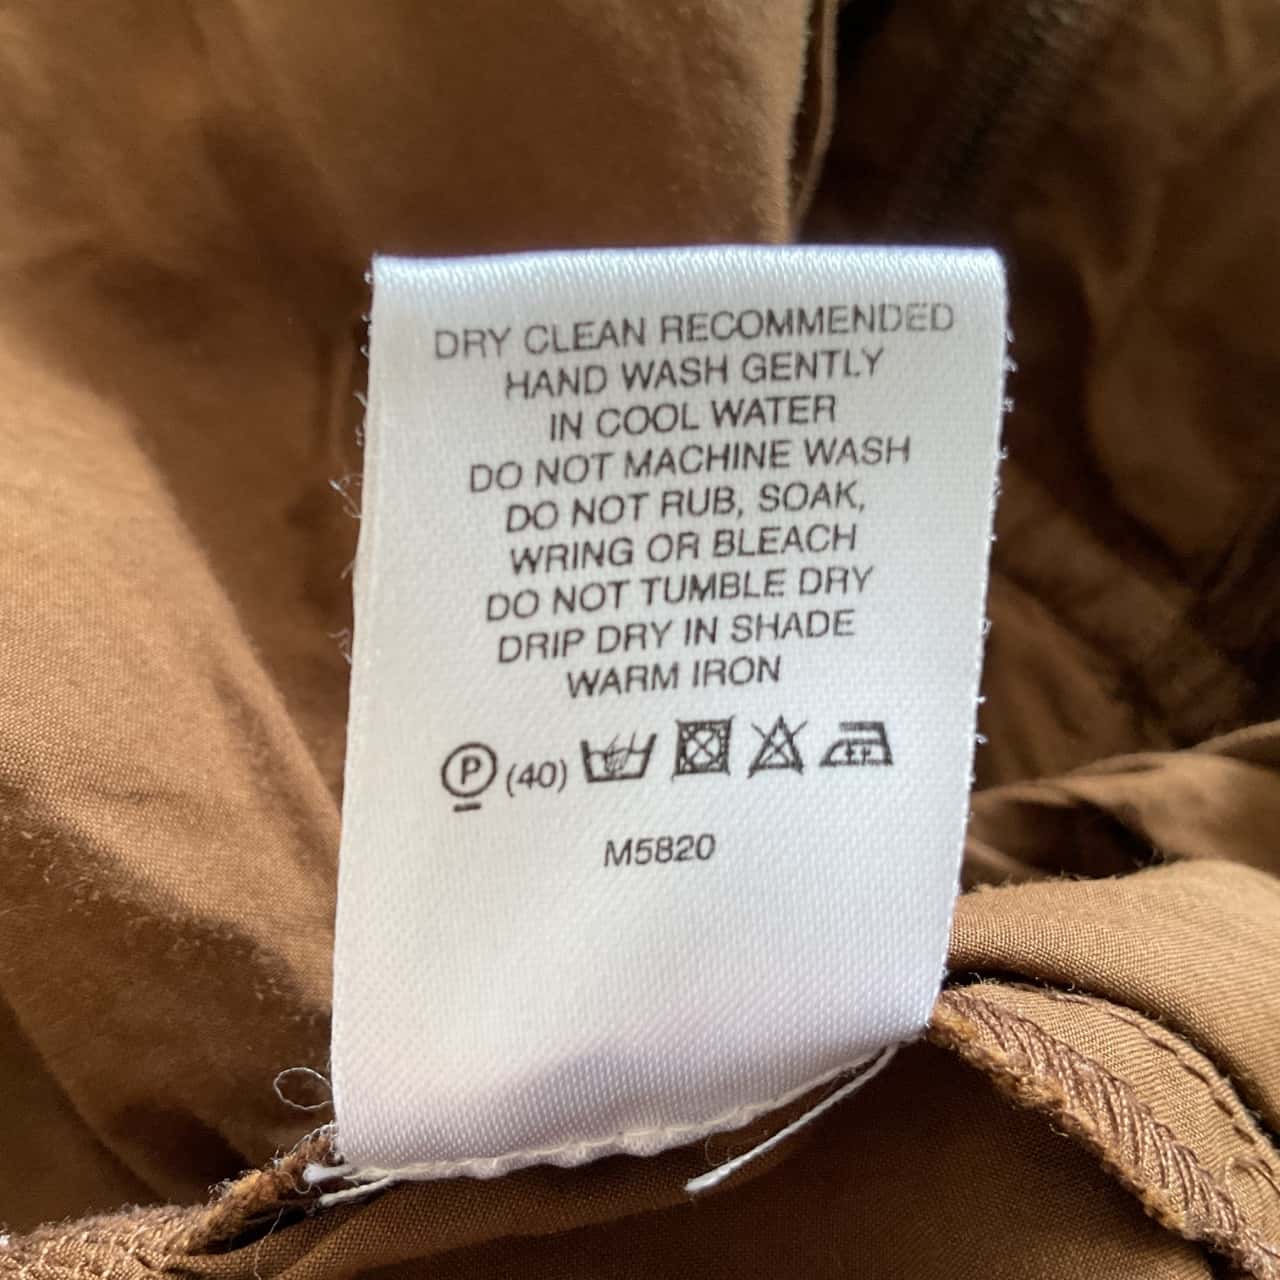 DRY CLEAN RECOMMENDED
HAND WASH GENTLY
IN COOL WATER
DO NOT MACHINE WASH
DO NOT RUB, SOAK,
WRING OR BLEACH
DO NOT TUMBLE DRY
DRIP DRY IN SHADE
WARM IRON
P (40)
M5820